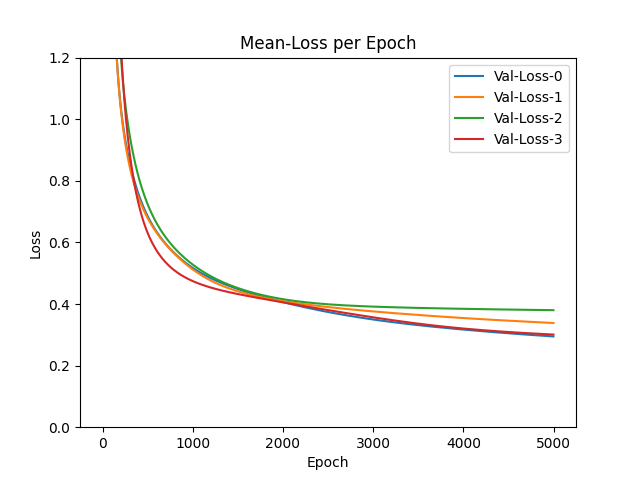 Mean-Loss per Epoch
1.2
1.0
0.8
0.6
0.4
0.2
0.0
Loss
Val-Loss-0
Val-Loss-1
Val-Loss-2
Val-Loss-3
0 1000 2000 3000 4000 5000
Epoch